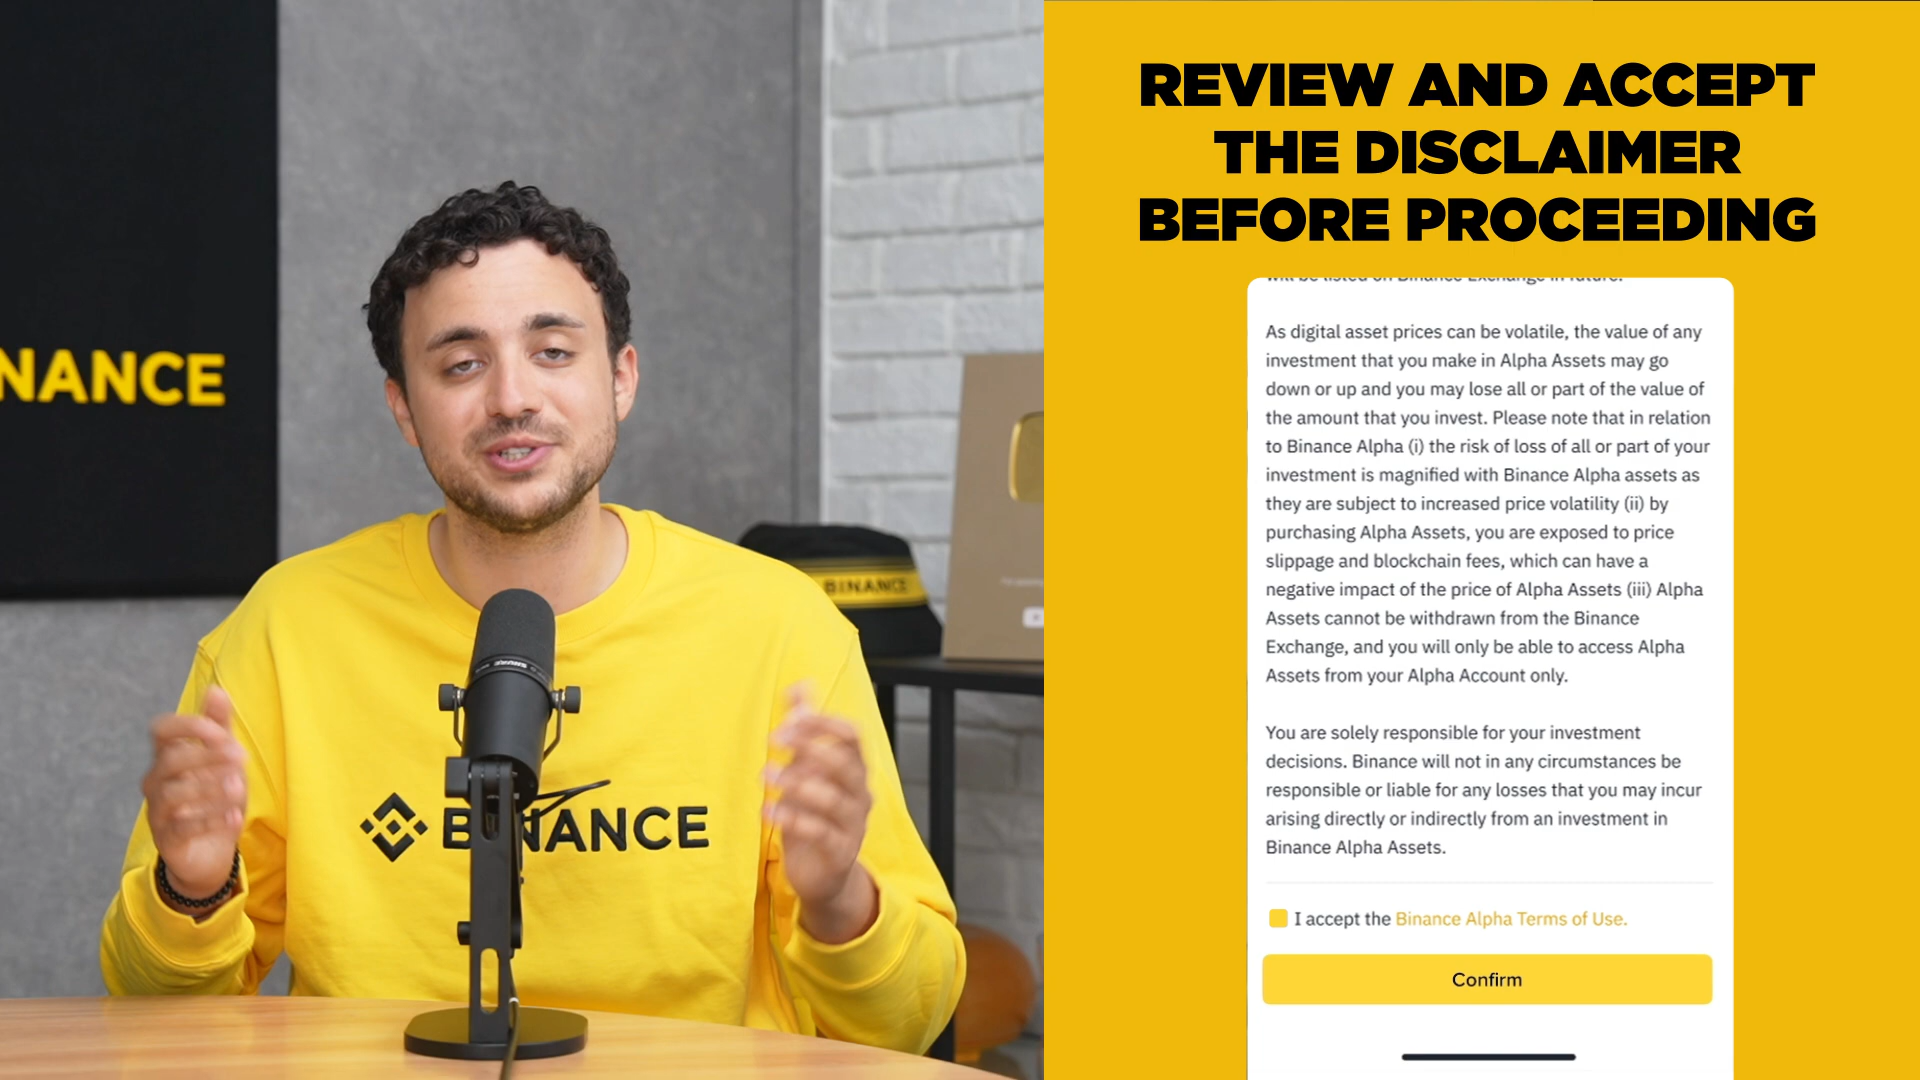 NANCE
BINANCE
BINANCE
REVIEW AND ACCEPT
THE DISCLAIMER
BEFORE PROCEEDING
will be listed on Binance Exchange in future.
As digital asset prices can be volatile, the value of any
investment that you make in Alpha Assets may go
down or up and you may lose all or part of the value of
the amount that you invest. Please note that in relation
to Binance Alpha (i) the risk of loss of all or part of your
investment is magnified with Binance Alpha assets as
they are subject to increased price volatility (ii) by
purchasing Alpha Assets, you are exposed to price
slippage and blockchain fees, which can have a
negative impact of the price of Alpha Assets (iii) Alpha
Assets cannot be withdrawn from the Binance
Exchange, and you will only be able to access Alpha
Assets from your Alpha Account only.
You are solely responsible for your investment
decisions. Binance will not in any circumstances be
responsible or liable for any losses that you may incur
arising directly or indirectly from an investment in
Binance Alpha Assets.
I accept the Binance Alpha Terms of Use.
Confirm